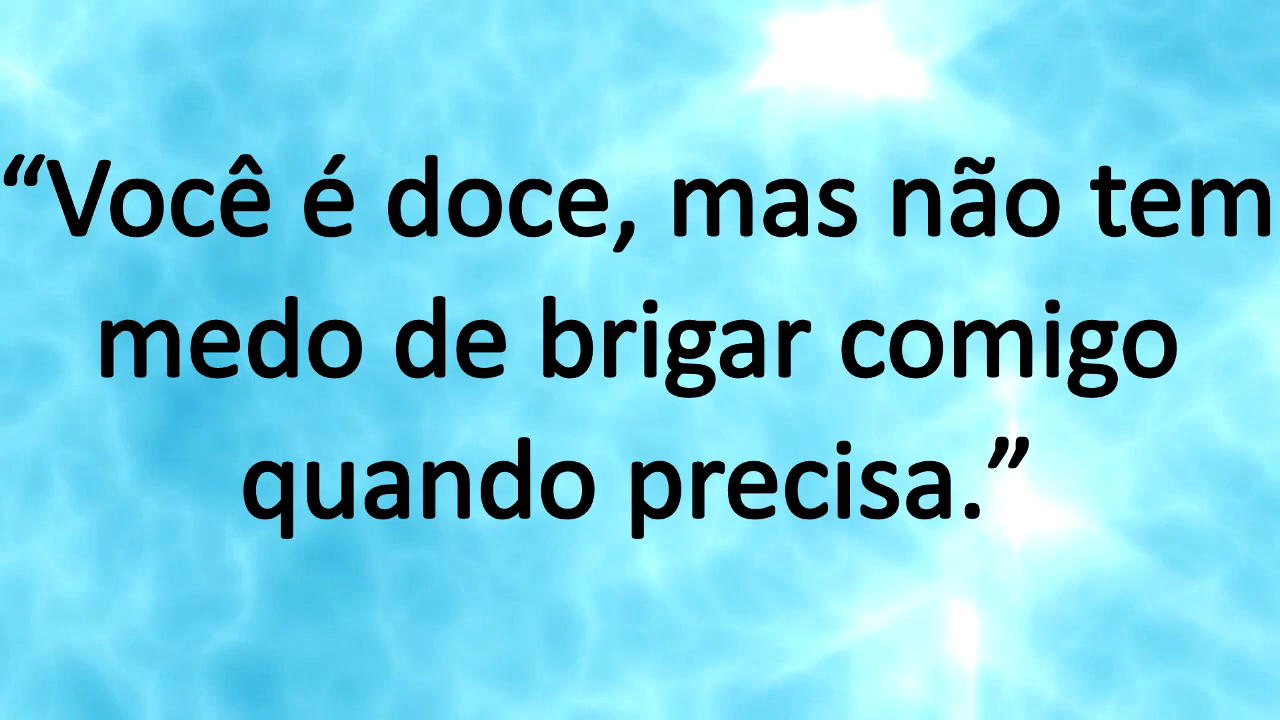 “Você é doce, mas não tem
medo de brigar comigo
quando precisa.”